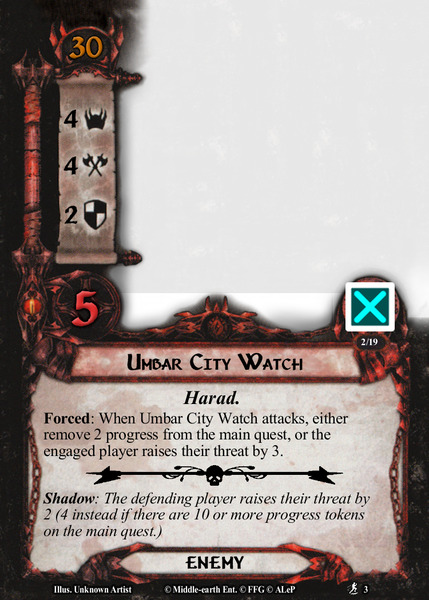 30
4
4
2
5
2/19
Umbar City Watch
Harad.
Forced: When Umbar City Watch attacks, either
remove 2 progress from the main quest, or the
engaged player raises their threat by 3.
Shadow: The defending player raises their threat by
2 (4 instead if there are 10 or more progress tokens
on the main quest.)
ENEMY
Illus. Unknown Artist © Middle-earth Ent. © FFG © ALeP 3